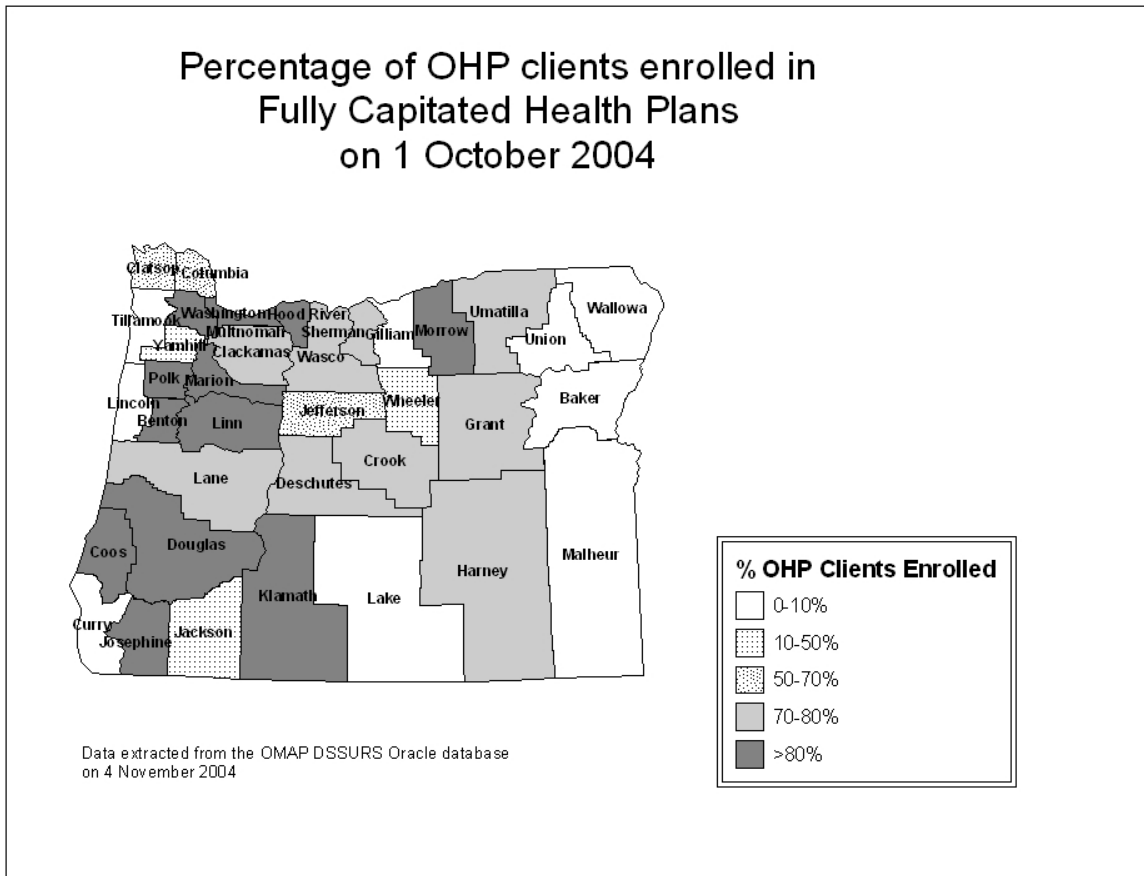 Percentage of OHP clients enrolled in
Fully Capitated Health Plans
on 1 October 2004
Clatsop
Columbia
Tillamook
Washington
Hood River
Multnomah
Sherman
Gilliam
Morrow
Umatilla
Union
Wallowa
Yamhill
Clackamas
Wasco
Polk
Marion
Lincoln
Benton
Linn
Jefferson
Wheeler
Grant
Baker
Lane
Deschutes
Crook
Coos
Douglas
Klamath
Lake
Harney
Malheur
Curry
Josephine
Jackson
% OHP Clients Enrolled
0-10%
10-50%
50-70%
70-80%
>80%
Data extracted from the OMAP DSSURS Oracle database
on 4 November 2004